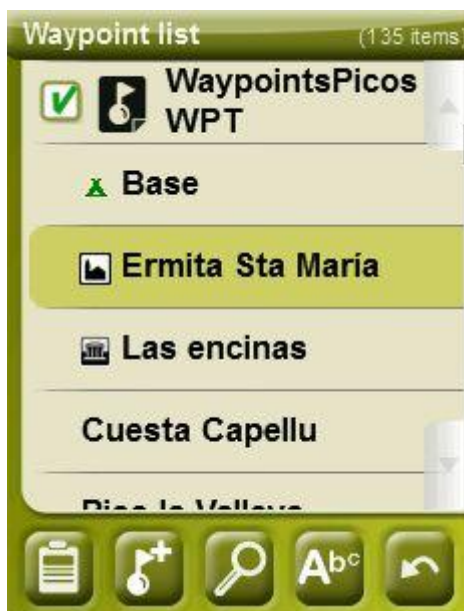 Waypoint list (135 items)
WaypointsPicos
WPT
Base
Ermita Sta María
Las encinas
Cuesta Capellu
Abc